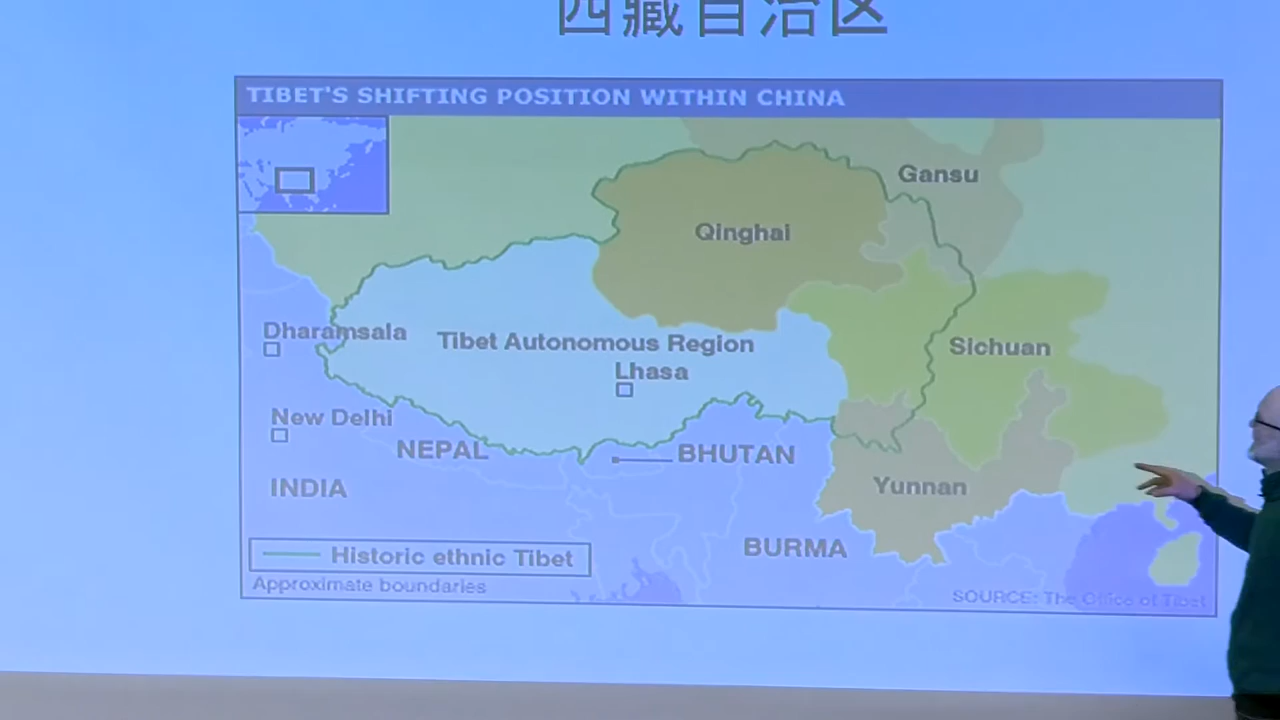 西藏自治区
TIBET'S SHIFTING POSITION WITHIN CHINA
Gansu
Qinghai
Dharamsala
Tibet Autonomous Region
Sichuan
Lhasa
New Delhi
NEPAL
BHUTAN
INDIA
Yunnan
BURMA
Historic ethnic Tibet
Approximate boundaries
SOURCE: The Office of Tibet